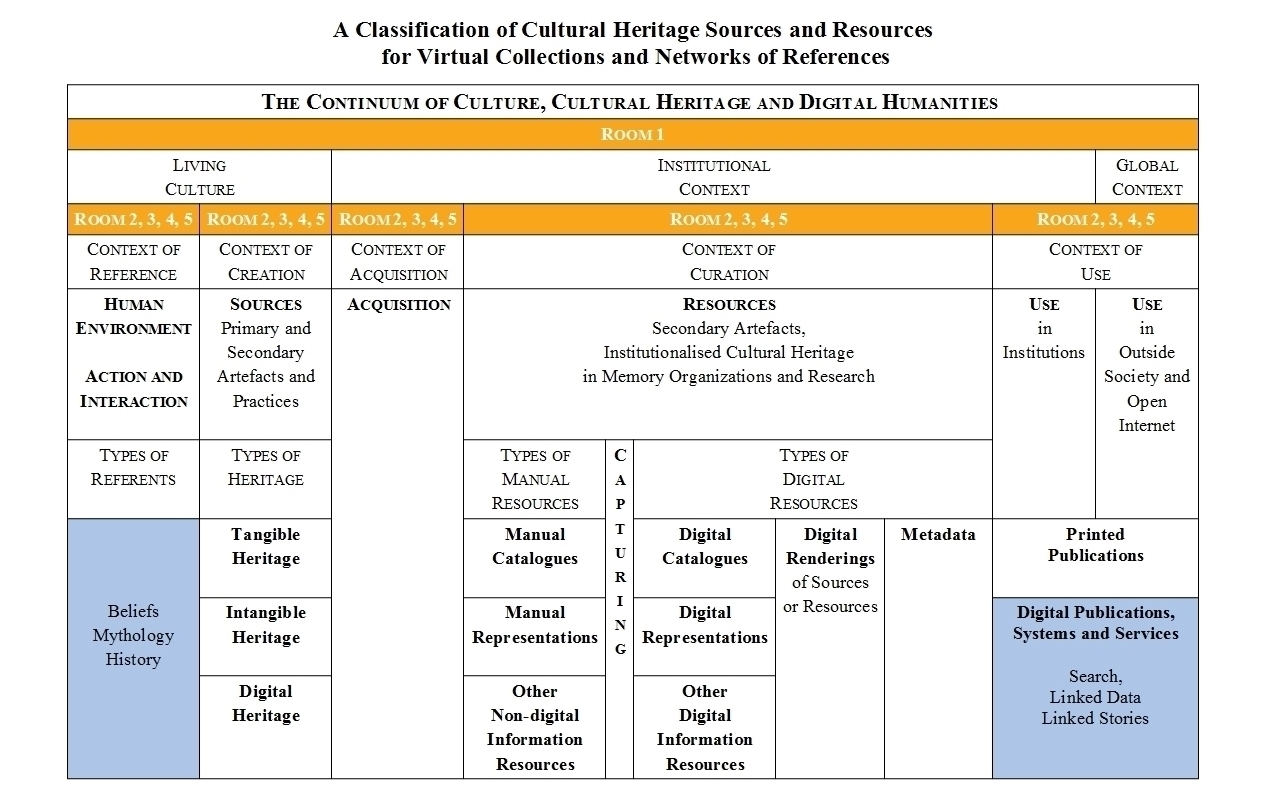 A Classification of Cultural Heritage Sources and Resources
for Virtual Collections and Networks of References
THE CONTINUUM OF CULTURE, CULTURAL HERITAGE AND DIGITAL HUMANITIES
ROOM 1
LIVING
CULTURE
INSTITUTIONAL
CONTEXT
GLOBAL
CONTEXT
ROOM 2, 3, 4, 5
ROOM 2, 3, 4, 5
ROOM 2, 3, 4, 5
ROOM 2, 3, 4, 5
ROOM 2, 3, 4, 5
CONTEXT OF
REFERENCE
CONTEXT OF
CREATION
CONTEXT OF
ACQUISITION
CONTEXT OF
CURATION
CONTEXT OF
USE
HUMAN
ENVIRONMENT
ACTION AND
INTERACTION
SOURCES
Primary and
Secondary
Artefacts and
Practices
ACQUISITION
RESOURCES
Secondary Artefacts,
Institutionalised Cultural Heritage
in Memory Organizations and Research
USE
in
Institutions
USE
in
Outside
Society and
Open
Internet
TYPES OF
REFERENTS
TYPES OF
HERITAGE
TYPES OF
MANUAL
RESOURCES
CAPTURING
TYPES OF
DIGITAL
RESOURCES
Beliefs
Mythology
History
Tangible
Heritage
Intangible
Heritage
Digital
Heritage
Manual
Catalogues
Manual
Representations
Other
Non-digital
Information
Resources
Digital
Catalogues
Digital
Representations
Other
Digital
Information
Resources
Digital
Renderings
of Sources
or Resources
Metadata
Printed
Publications
Digital Publications,
Systems and Services
Search,
Linked Data
Linked Stories